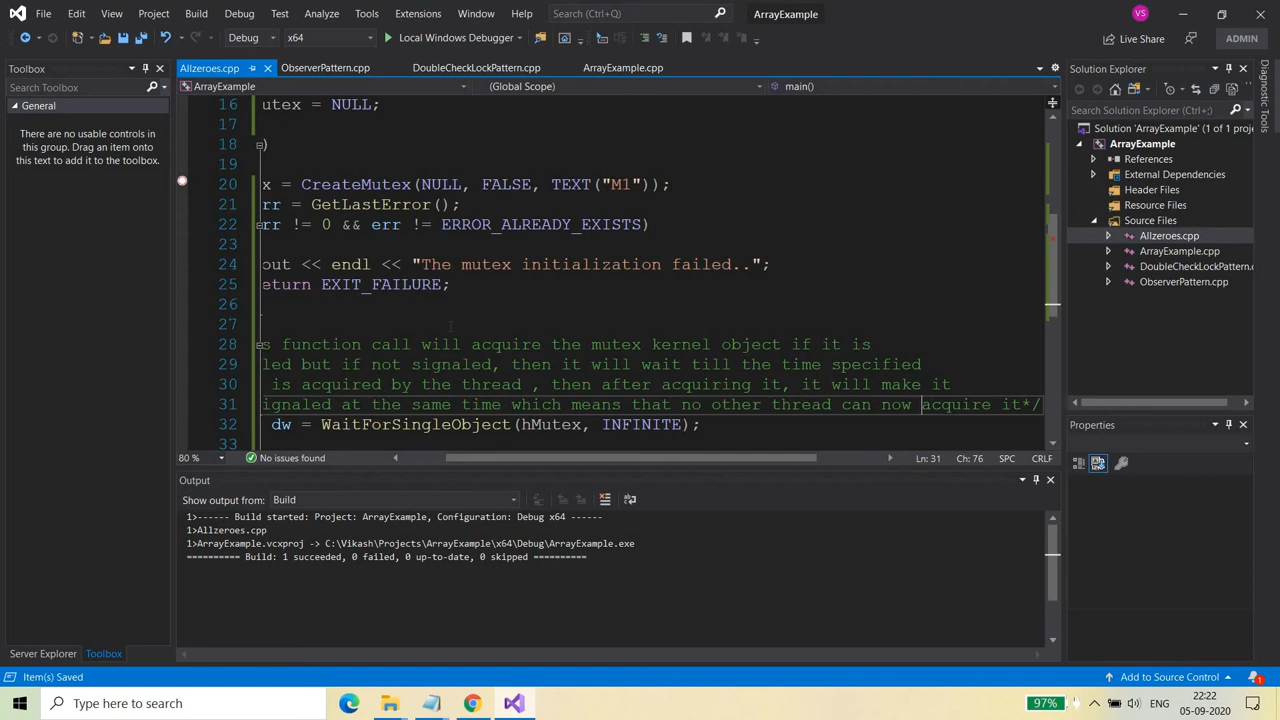 File Edit View Project Build Debug Test Analyze Tools Extensions Window Help Search (Ctrl+Q) ArrayExample VS
Debug x64 Local Windows Debugger Live Share ADMIN
Toolbox
Search Toolbox
General
There are no usable controls in
this group. Drag an item onto
this text to add it to the toolbox.
Server Explorer Toolbox
Allzeroes.cpp ObserverPattern.cpp DoubleCheckLockPattern.cpp ArrayExample.cpp
ArrayExample (Global Scope) main()
16 utex = NULL;
17
18 )
19
20 x = CreateMutex(NULL, FALSE, TEXT("M1"));
21 rr = GetLastError();
22 rr != 0 && err != ERROR_ALREADY_EXISTS)
23
24 out << endl << "The mutex initialization failed..";
25 eturn EXIT_FAILURE;
26
27
28 s function call will acquire the mutex kernel object if it is
29 led but if not signaled, then it will wait till the time specified
30 is acquired by the thread , then after acquiring it, it will make it
31 ignaled at the same time which means that no other thread can now acquire it*/
32 dw = WaitForSingleObject(hMutex, INFINITE);
33
80 % No issues found Ln: 31 Ch: 76 SPC CRLF
Output
Show output from: Build
1>------ Build started: Project: ArrayExample, Configuration: Debug x64 ------
1>Allzeroes.cpp
1>ArrayExample.vcxproj -> C:\Vikash\Projects\ArrayExample\x64\Debug\ArrayExample.exe
========== Build: 1 succeeded, 0 failed, 0 up-to-date, 0 skipped ==========
Solution Explorer
Search Solution Explorer
Solution 'ArrayExample' (1 of 1 proje
ArrayExample
References
External Dependencies
Header Files
Resource Files
Source Files
Allzeroes.cpp
ArrayExample.cpp
DoubleCheckLockPattern.
ObserverPattern.cpp
Properties
Diagnostic Tools
Item(s) Saved Add to Source Control 1
Type here to search 97% 22:22
05-09-2020